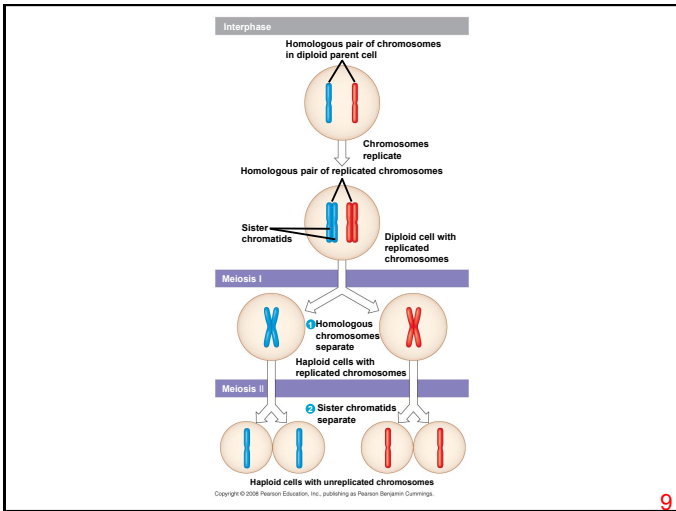 Interphase
Homologous pair of chromosomes
in diploid parent cell
Chromosomes
replicate
Homologous pair of replicated chromosomes
Sister
chromatids
Diploid cell with
replicated
chromosomes
Meiosis I
1 Homologous
chromosomes
separate
Haploid cells with
replicated chromosomes
Meiosis II
2 Sister chromatids
separate
Haploid cells with unreplicated chromosomes
Copyright © 2008 Pearson Education, Inc., publishing as Pearson Benjamin Cummings.
9